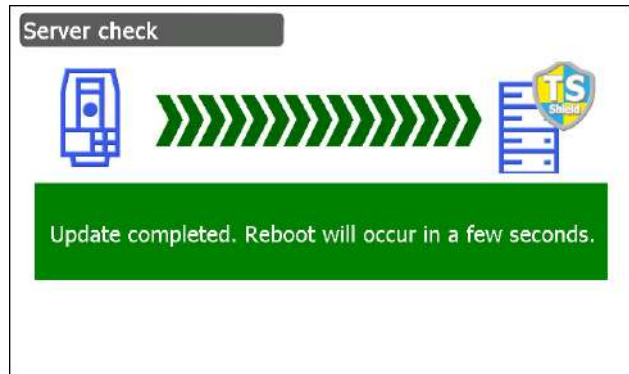 Server check
TS
Shield
Update completed. Reboot will occur in a few seconds.